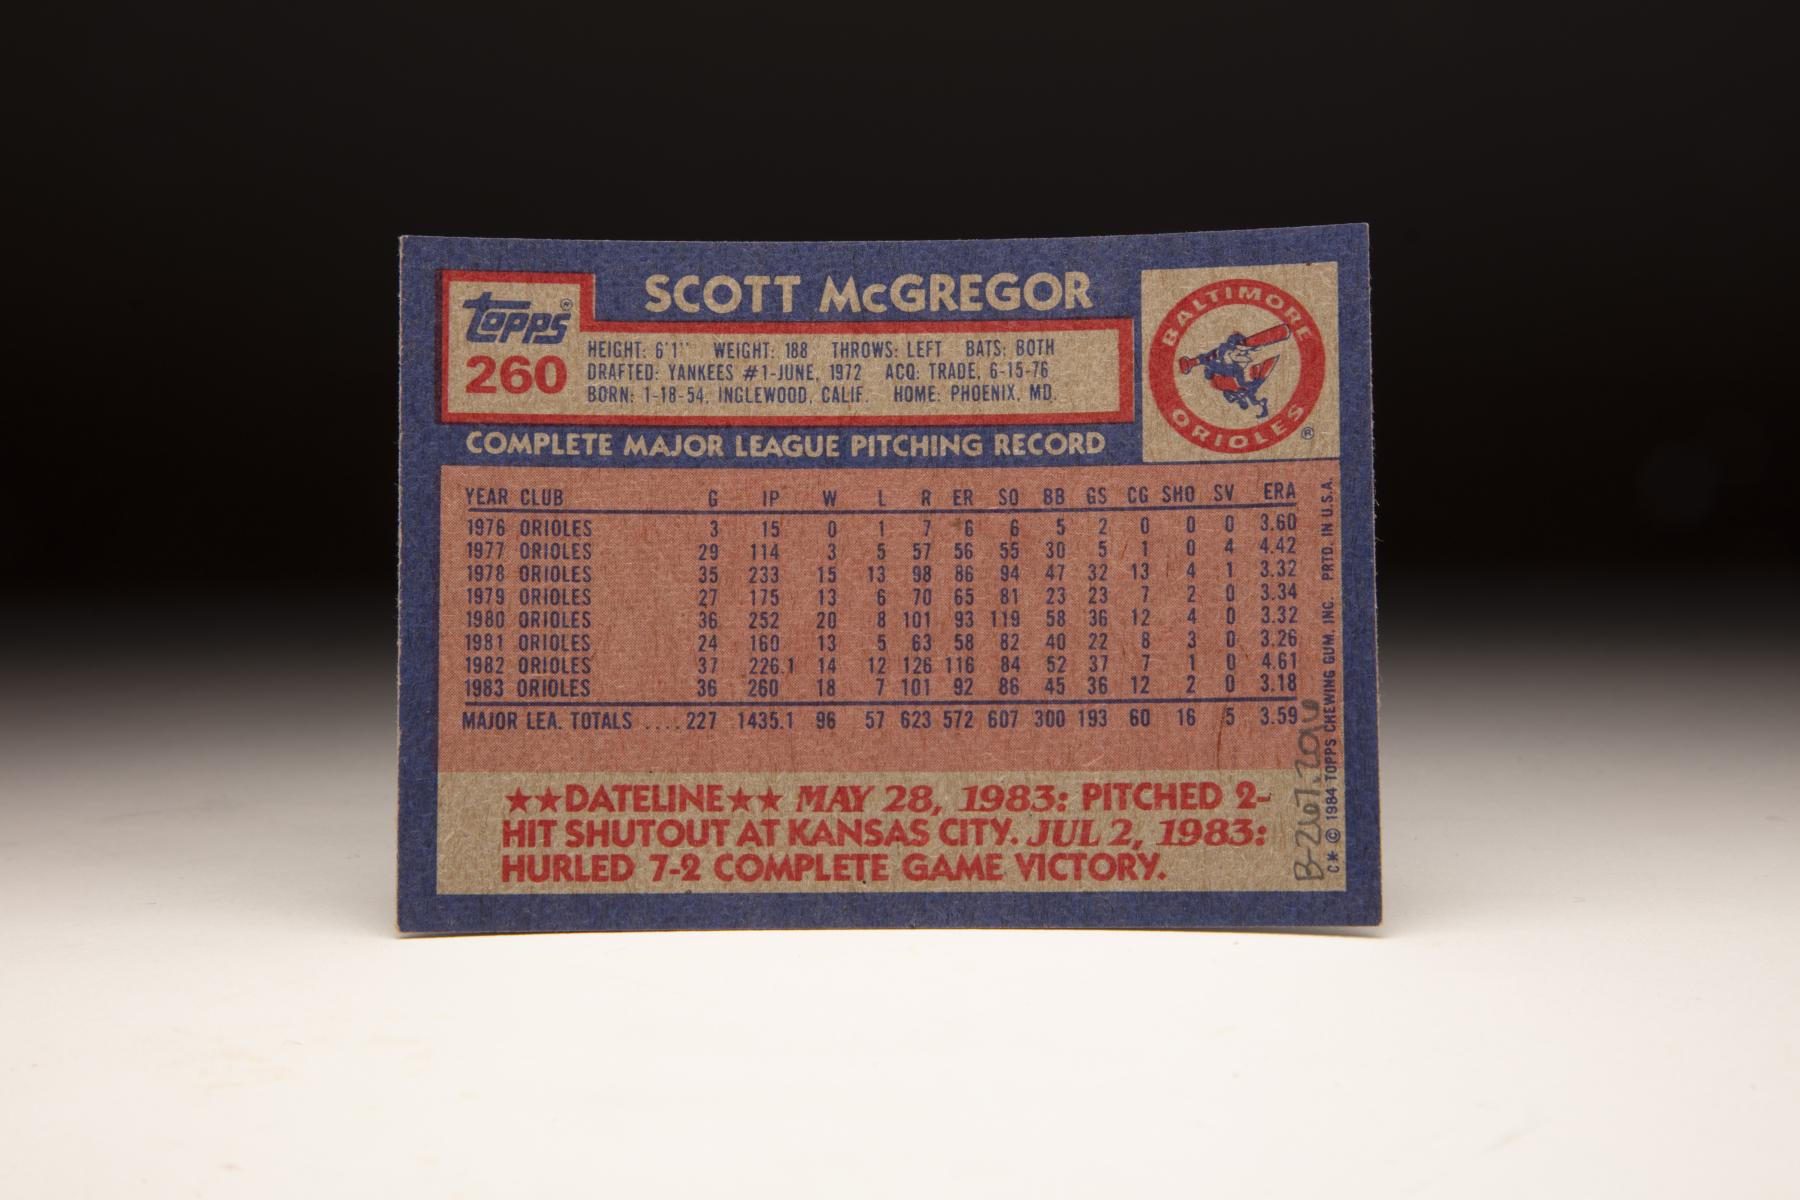 SCOTT McGREGOR
topps®
260
HEIGHT: 6'1" WEIGHT: 188 THROWS: LEFT BATS: BOTH
DRAFTED: YANKEES #1-JUNE, 1972 ACQ: TRADE, 6-15-76
BORN: 1-18-54, INGLEWOOD, CALIF. HOME: PHOENIX, MD.
BALTIMORE
ORIOLES ®
COMPLETE MAJOR LEAGUE PITCHING RECORD
YEAR CLUB G IP W L R ER SO BB GS CG SHO SV ERA
1976 ORIOLES 3 15 0 1 7 6 6 5 2 0 0 0 3.60
1977 ORIOLES 29 114 3 5 57 56 55 30 5 1 0 4 4.42
1978 ORIOLES 35 233 15 13 98 86 94 47 32 13 4 1 3.32
1979 ORIOLES 27 175 13 6 70 65 81 23 23 7 2 0 3.34
1980 ORIOLES 36 252 20 8 101 93 119 58 36 12 4 0 3.32
1981 ORIOLES 24 160 13 5 63 58 82 40 22 8 3 0 3.26
1982 ORIOLES 37 226.1 14 12 126 116 84 52 37 7 1 0 4.61
1983 ORIOLES 36 260 18 7 101 92 86 45 36 12 2 0 3.18
MAJOR LEA. TOTALS .... 227 1435.1 96 57 623 572 607 300 193 60 16 5 3.59
★★DATELINE★★ MAY 28, 1983: PITCHED 2-
HIT SHUTOUT AT KANSAS CITY. JUL 2, 1983:
HURLED 7-2 COMPLETE GAME VICTORY.
C* © 1984 TOPPS CHEWING GUM, INC. PRTD. IN U.S.A.